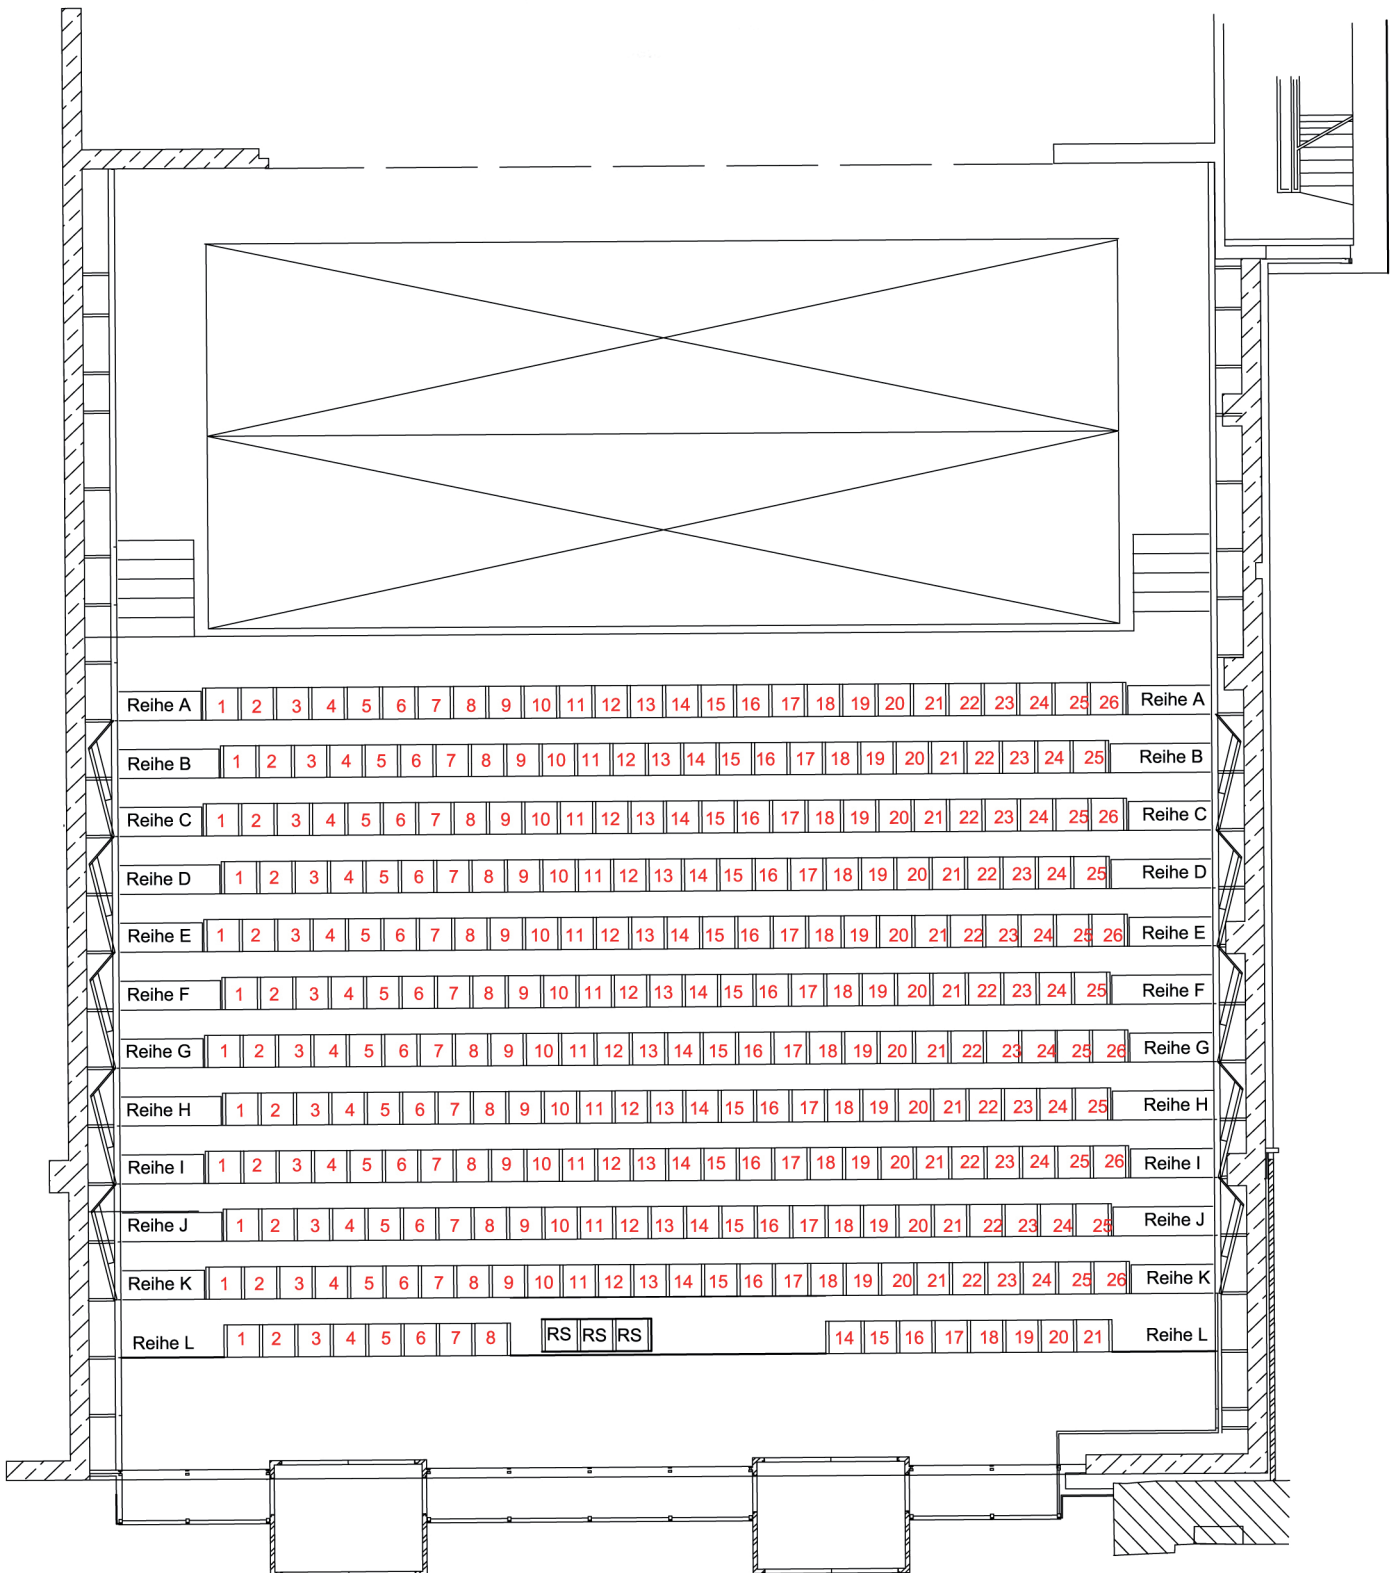 Reihe A 1 2 3 4 5 6 7 8 9 10 11 12 13 14 15 16 17 18 19 20 21 22 23 24 25 26 Reihe A
Reihe B 1 2 3 4 5 6 7 8 9 10 11 12 13 14 15 16 17 18 19 20 21 22 23 24 25 Reihe B
Reihe C 1 2 3 4 5 6 7 8 9 10 11 12 13 14 15 16 17 18 19 20 21 22 23 24 25 26 Reihe C
Reihe D 1 2 3 4 5 6 7 8 9 10 11 12 13 14 15 16 17 18 19 20 21 22 23 24 25 Reihe D
Reihe E 1 2 3 4 5 6 7 8 9 10 11 12 13 14 15 16 17 18 19 20 21 22 23 24 25 26 Reihe E
Reihe F 1 2 3 4 5 6 7 8 9 10 11 12 13 14 15 16 17 18 19 20 21 22 23 24 25 Reihe F
Reihe G 1 2 3 4 5 6 7 8 9 10 11 12 13 14 15 16 17 18 19 20 21 22 23 24 25 26 Reihe G
Reihe H 1 2 3 4 5 6 7 8 9 10 11 12 13 14 15 16 17 18 19 20 21 22 23 24 25 Reihe H
Reihe I 1 2 3 4 5 6 7 8 9 10 11 12 13 14 15 16 17 18 19 20 21 22 23 24 25 26 Reihe I
Reihe J 1 2 3 4 5 6 7 8 9 10 11 12 13 14 15 16 17 18 19 20 21 22 23 24 25 Reihe J
Reihe K 1 2 3 4 5 6 7 8 9 10 11 12 13 14 15 16 17 18 19 20 21 22 23 24 25 26 Reihe K
Reihe L 1 2 3 4 5 6 7 8 RS RS RS 14 15 16 17 18 19 20 21 Reihe L